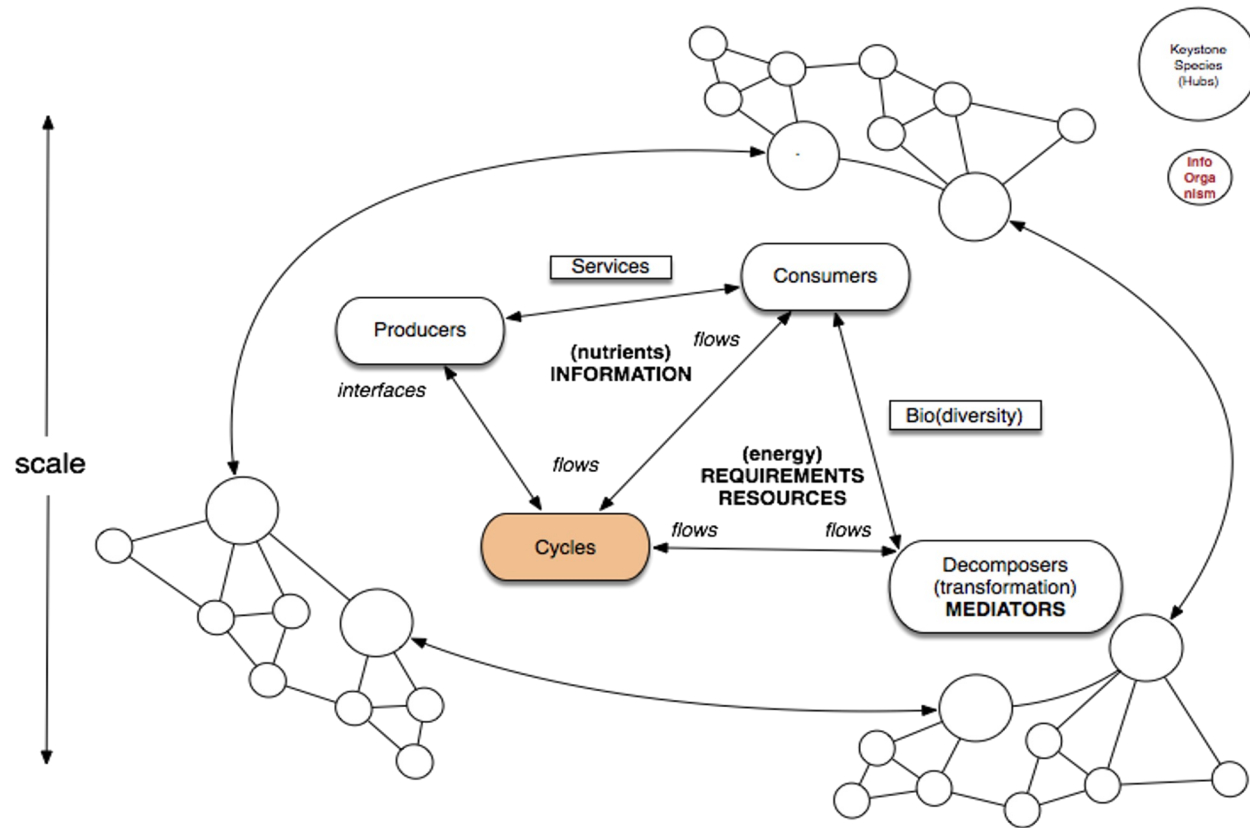 Keystone
Species
(Hubs)
Info
Orga
nism
Services
Consumers
Producers
flows
(nutrients)
INFORMATION
interfaces
Bio(diversity)
scale
flows
(energy)
REQUIREMENTS
RESOURCES
flows
flows
Cycles
Decomposers
(transformation)
MEDIATORS